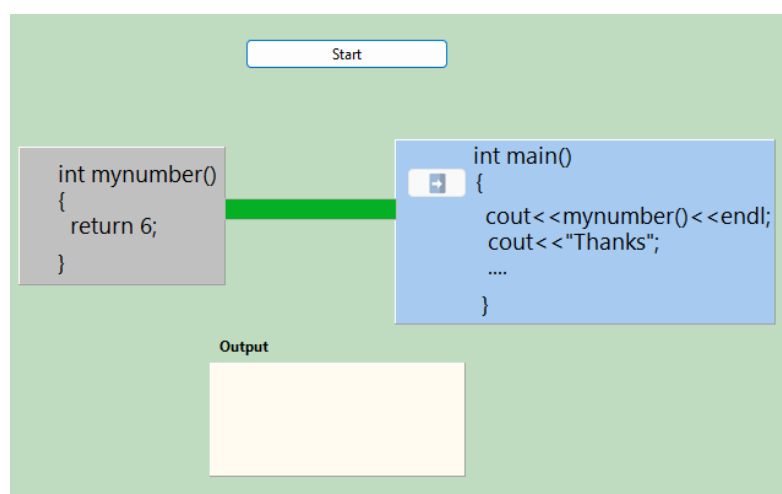 Start
int mynumber()
{
return 6;
}
int main()
{
cout<<mynumber()<<endl;
cout<<"Thanks";
....
}
Output